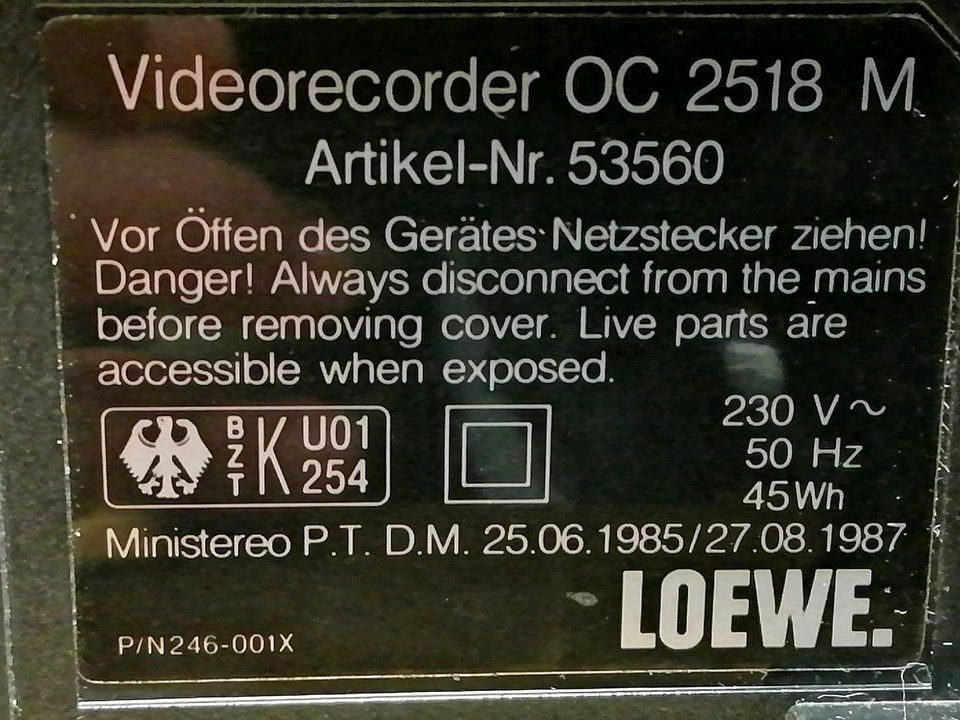 Videorecorder OC 2518 M
Artikel-Nr. 53560
Vor Öffen des Gerätes Netzstecker ziehen!
Danger! Always disconnect from the mains
before removing cover. Live parts are
accessible when exposed.
BZT K U01
254
230 V ~
50 Hz
45Wh
Ministereo P.T. D.M. 25.06.1985/27.08.1987
LOEWE.
P/N246-001X